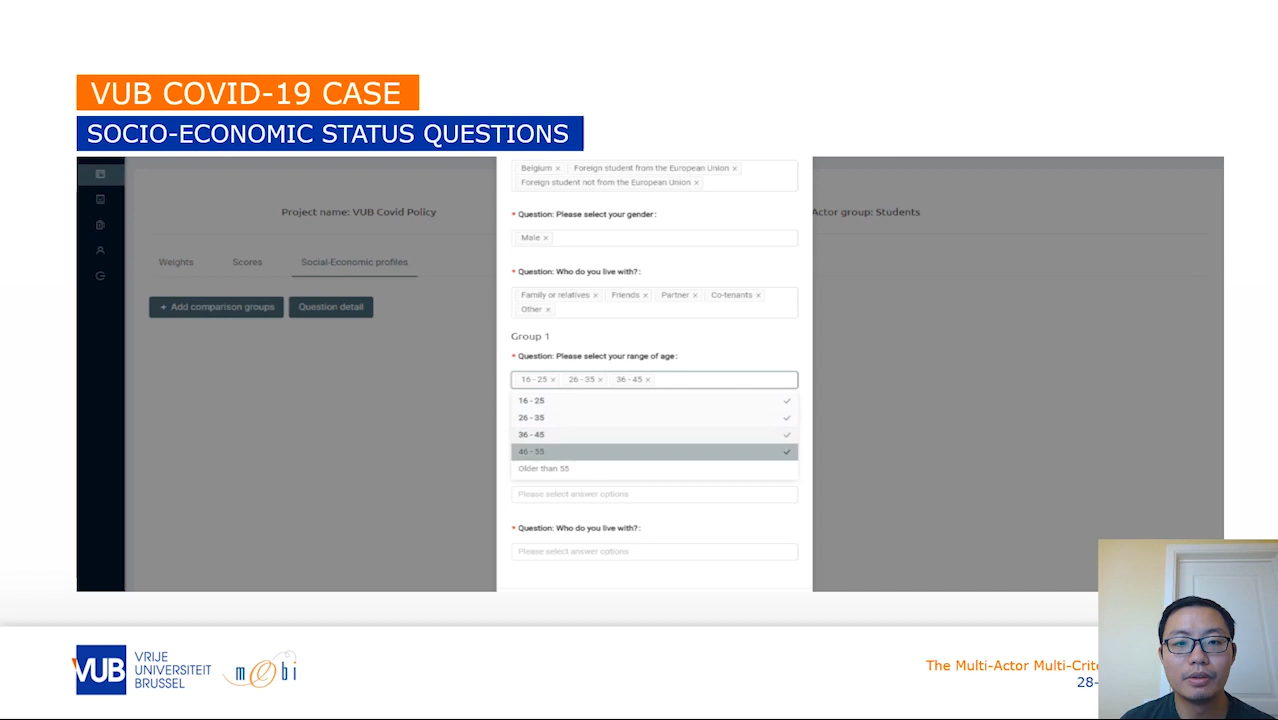 VUB COVID-19 CASE
SOCIO-ECONOMIC STATUS QUESTIONS
Belgium × Foreign student from the European Union ×
Foreign student not from the European Union ×
Project name: VUB Covid Policy
Actor group: Students
* Question: Please select your gender:
Male ×
Weights Scores Social-Economic profiles
* Question: Who do you live with?:
Family or relatives × Friends × Partner × Co-tenants ×
Other ×
+ Add comparison groups Question detail
Group 1
* Question: Please select your range of age:
16 - 25 × 26 - 35 × 36 - 45 ×
16 - 25
26 - 35
36 - 45
46 - 55
Older than 55
Please select answer options
* Question: Who do you live with?:
Please select answer options
VUB
VRIJE
UNIVERSITEIT
BRUSSEL
mobi
The Multi-Actor Multi-Crite
28-